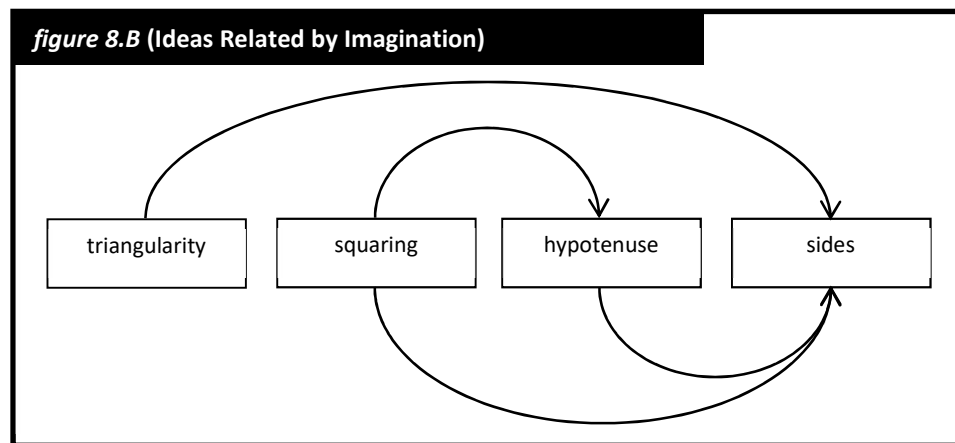 figure 8.B (Ideas Related by Imagination)
triangularity squaring hypotenuse sides